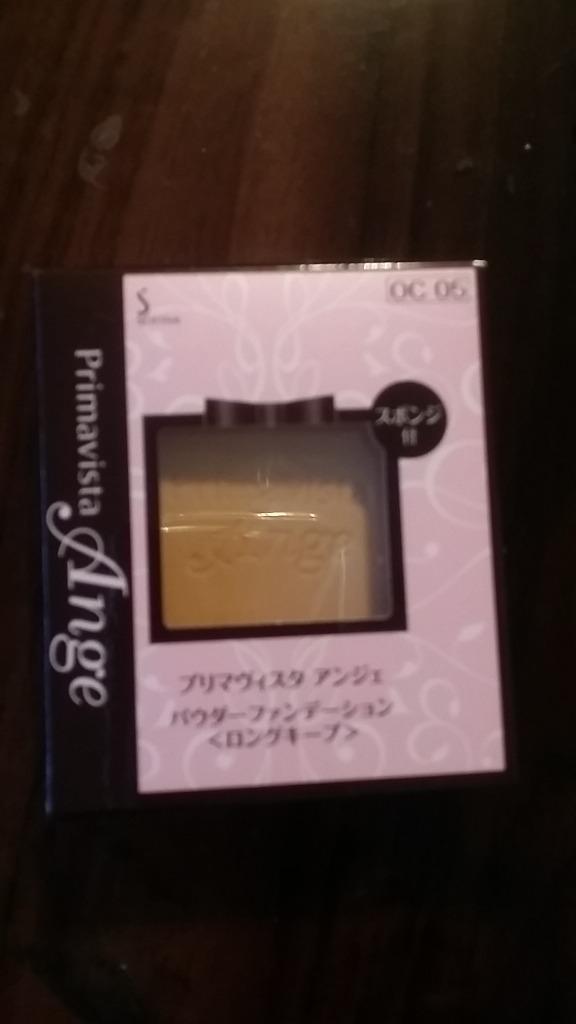 S
OC 05
Primavista Ange
スポンジ
付
Ange
プリマヴィスタ アンジェ
パウダーファンデーション
<ロングキープ>